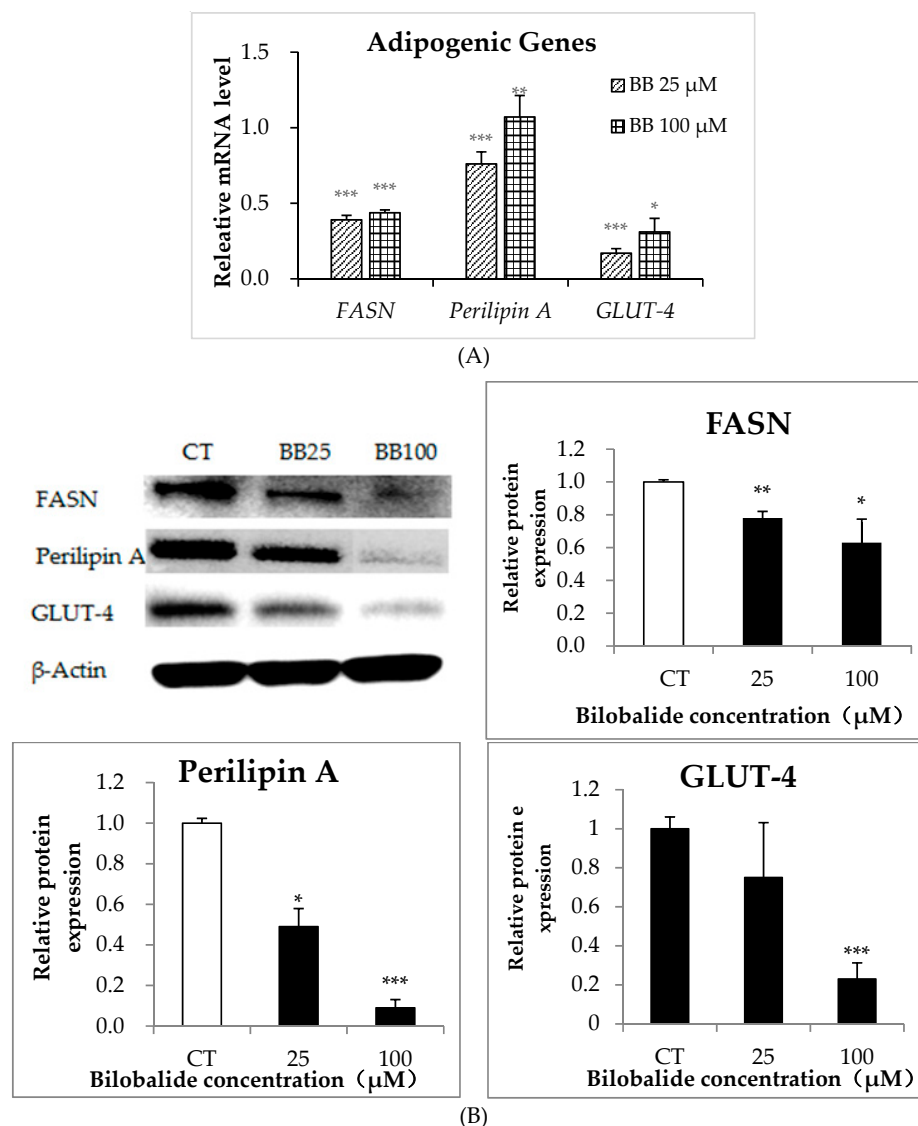 Adipogenic Genes
Releative mRNA level
1.5
1.0
0.5
0.0
BB 25 μM
BB 100 μM
*** *** *** ** *** *
FASN Perilipin A GLUT-4
(A)
CT BB25 BB100
FASN
Perilipin A
GLUT-4
β-Actin
FASN
Relative protein
expression
1.2
1.0
0.8
0.6
0.4
0.2
0.0
** *
CT 25 100
Bilobalide concentration（μM）
Perilipin A
Relative protein
expression
1.2
1.0
0.8
0.6
0.4
0.2
0.0
* ***
CT 25 100
Bilobalide concentration（μM）
GLUT-4
Relative protein e
xpression
1.2
1
0.8
0.6
0.4
0.2
0
***
CT 25 100
Bilobalide concentration（μM）
(B)